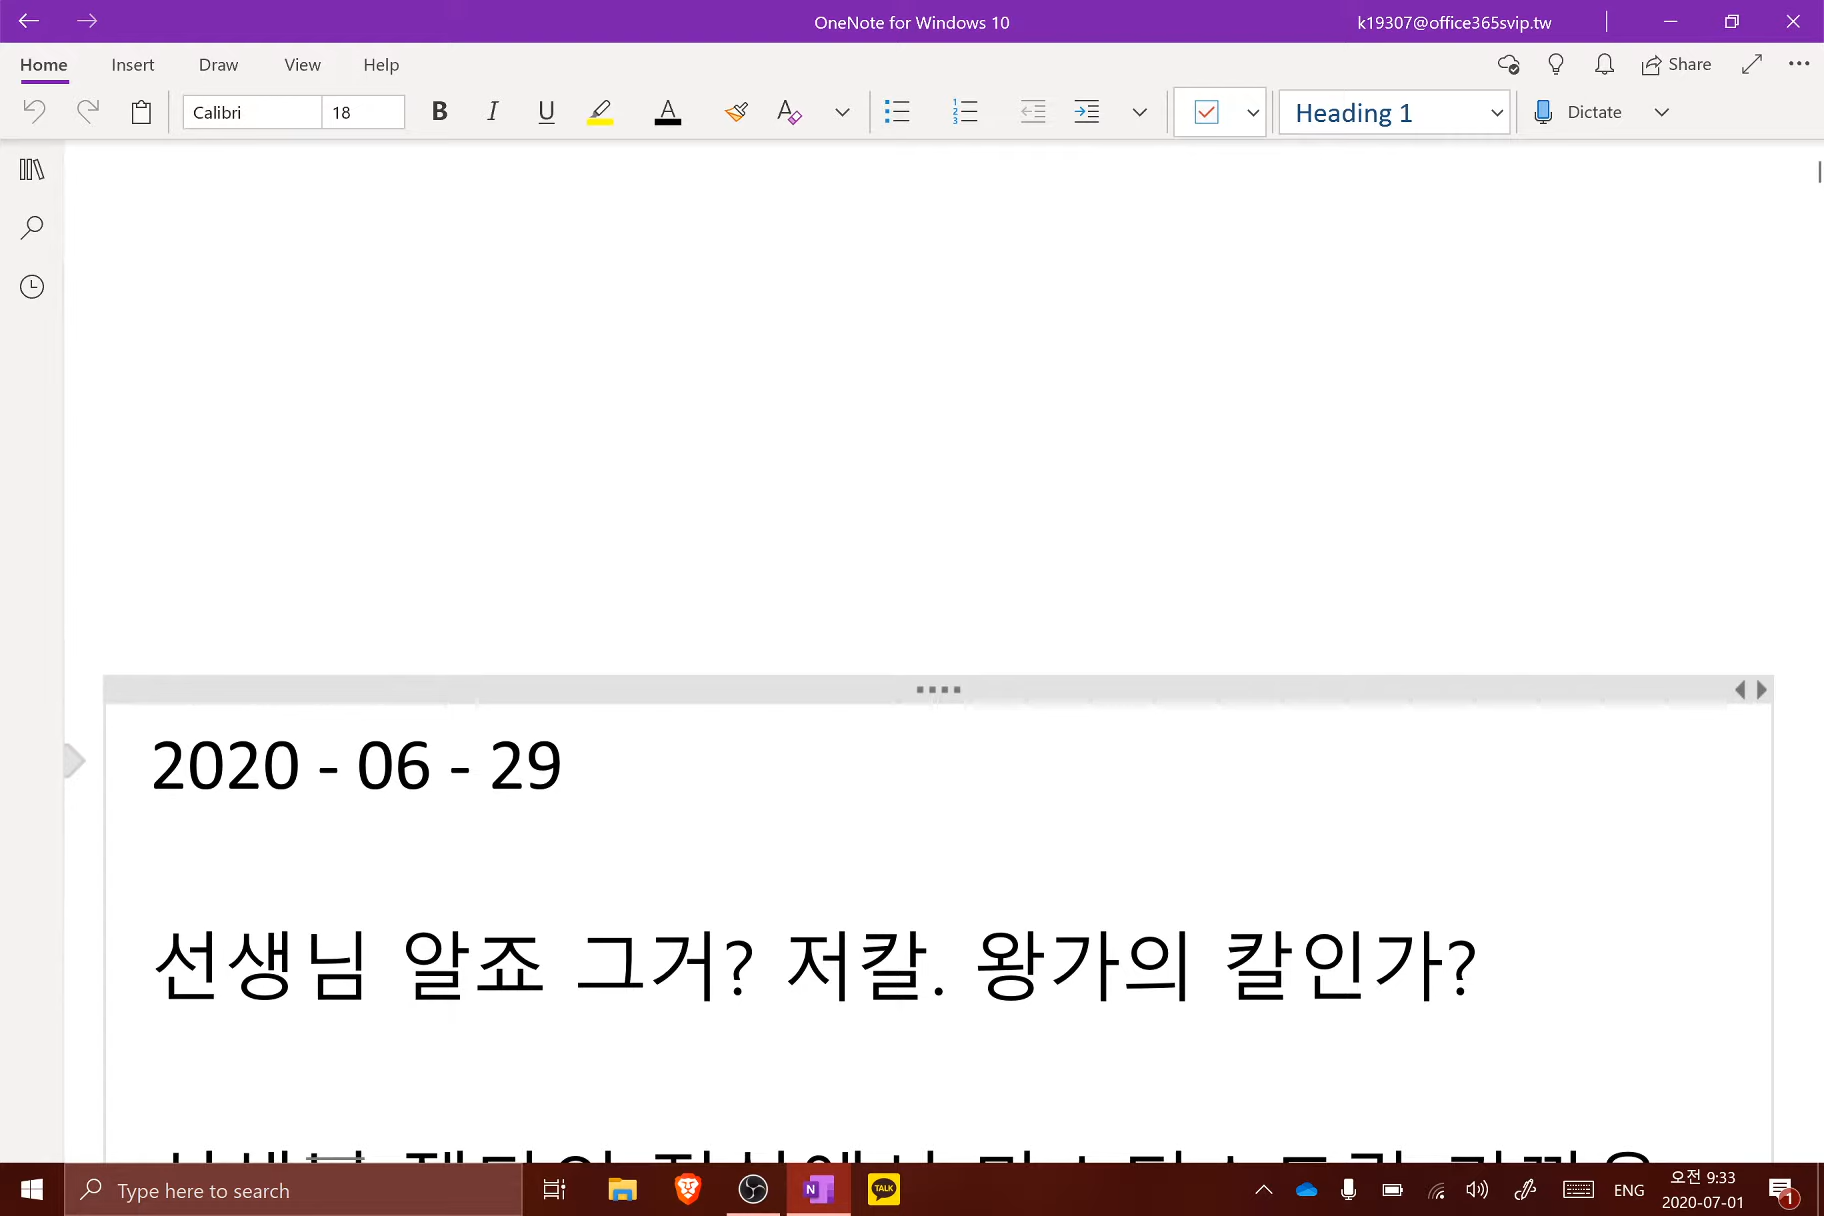 OneNote for Windows 10
k19307@office365svip.tw
Home Insert Draw View Help
Share
Calibri 18 B I U A A Heading 1 Dictate
2020 - 06 - 29
선생님 알죠 그거? 저칼. 왕가의 칼인가?
Type here to search
N
TALK
ENG
오전 9:33
2020-07-01
1